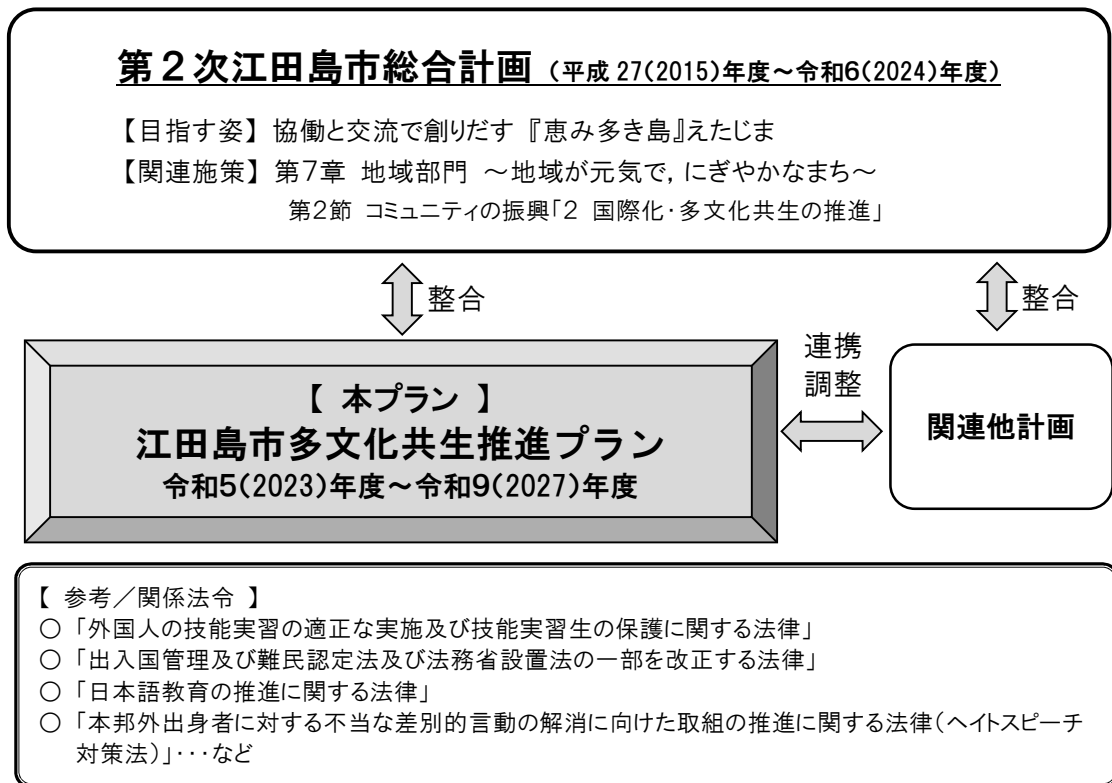 第2次江田島市総合計画（平成27(2015)年度～令和6(2024)年度）
【目指す姿】 協働と交流で創りだす 『恵み多き島』えたじま
【関連施策】 第7章 地域部門 ～地域が元気で，にぎやかなまち～
第2節 コミュニティの振興「2 国際化・多文化共生の推進」
整合
整合
【 本プラン 】
江田島市多文化共生推進プラン
令和5(2023)年度～令和9(2027)年度
連携
調整
関連他計画
【 参考／関係法令 】
○ 「外国人の技能実習の適正な実施及び技能実習生の保護に関する法律」
○ 「出入国管理及び難民認定法及び法務省設置法の一部を改正する法律」
○ 「日本語教育の推進に関する法律」
○ 「本邦外出身者に対する不当な差別的言動の解消に向けた取組の推進に関する法律（ヘイトスピーチ
対策法）」・・・など